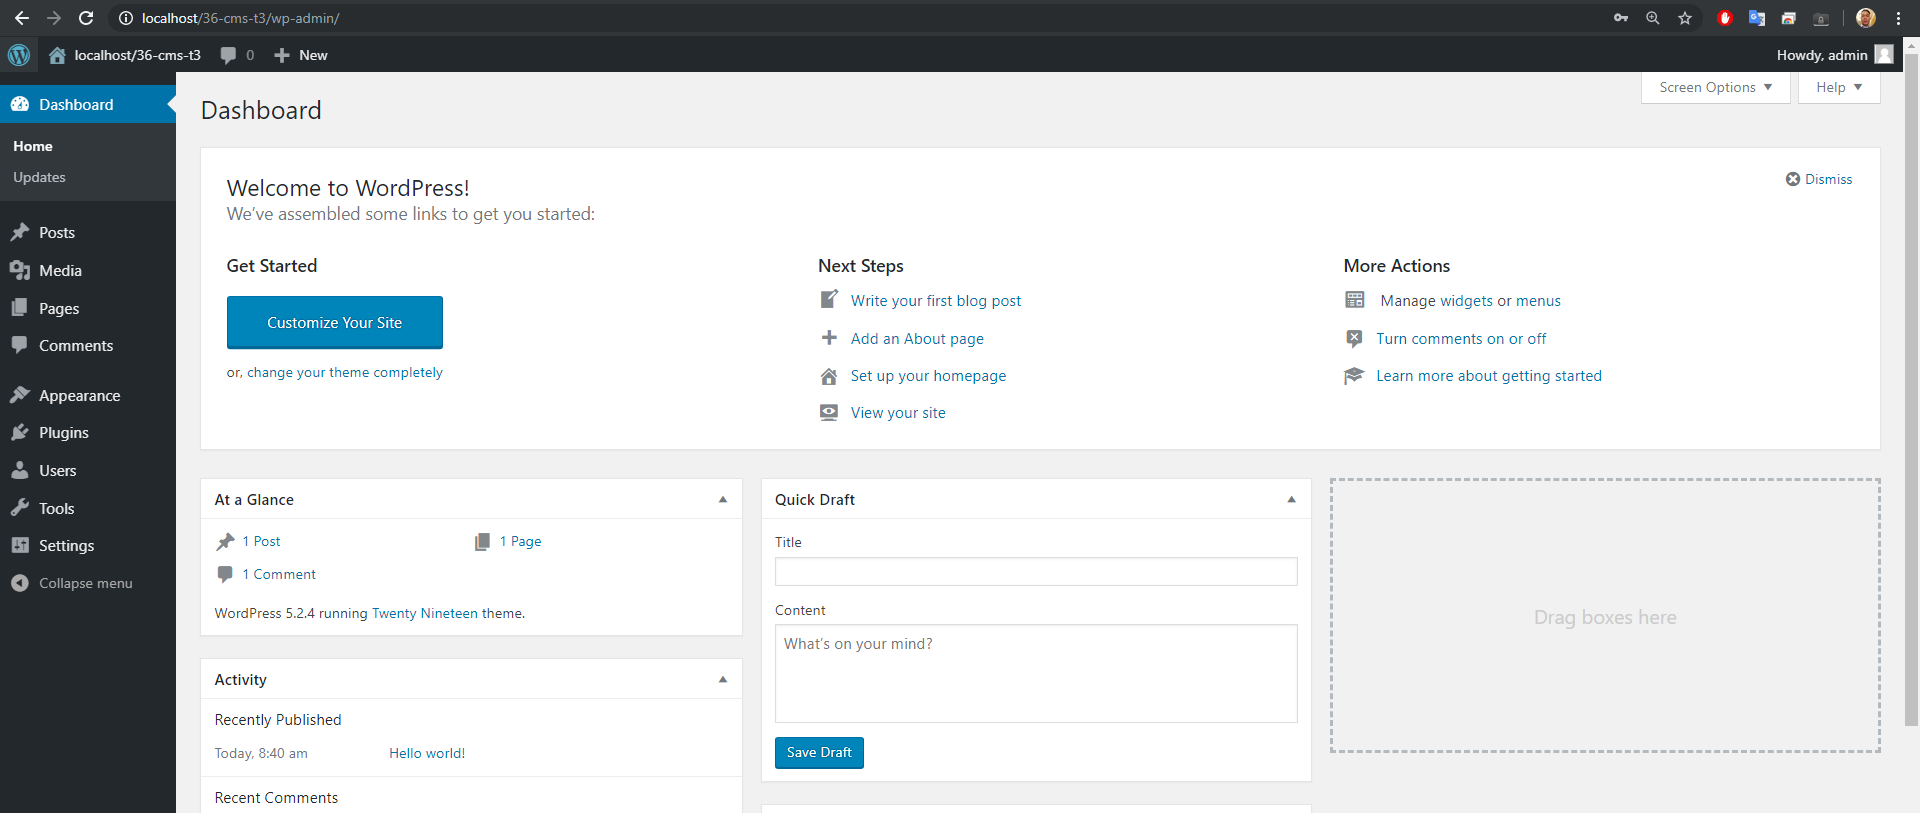 localhost/36-cms-t3/wp-admin/
localhost/36-cms-t3 0 New
Howdy, admin
Dashboard
Home
Updates
Posts
Media
Pages
Comments
Appearance
Plugins
Users
Tools
Settings
Collapse menu
Screen Options
Help
Dashboard
Welcome to WordPress!
We've assembled some links to get you started:
Dismiss
Get Started
Customize Your Site
or, change your theme completely
Next Steps
Write your first blog post
Add an About page
Set up your homepage
View your site
More Actions
Manage widgets or menus
Turn comments on or off
Learn more about getting started
At a Glance
1 Post
1 Page
1 Comment
WordPress 5.2.4 running Twenty Nineteen theme.
Activity
Recently Published
Today, 8:40 am Hello world!
Recent Comments
Quick Draft
Title
Content
What's on your mind?
Save Draft
Drag boxes here